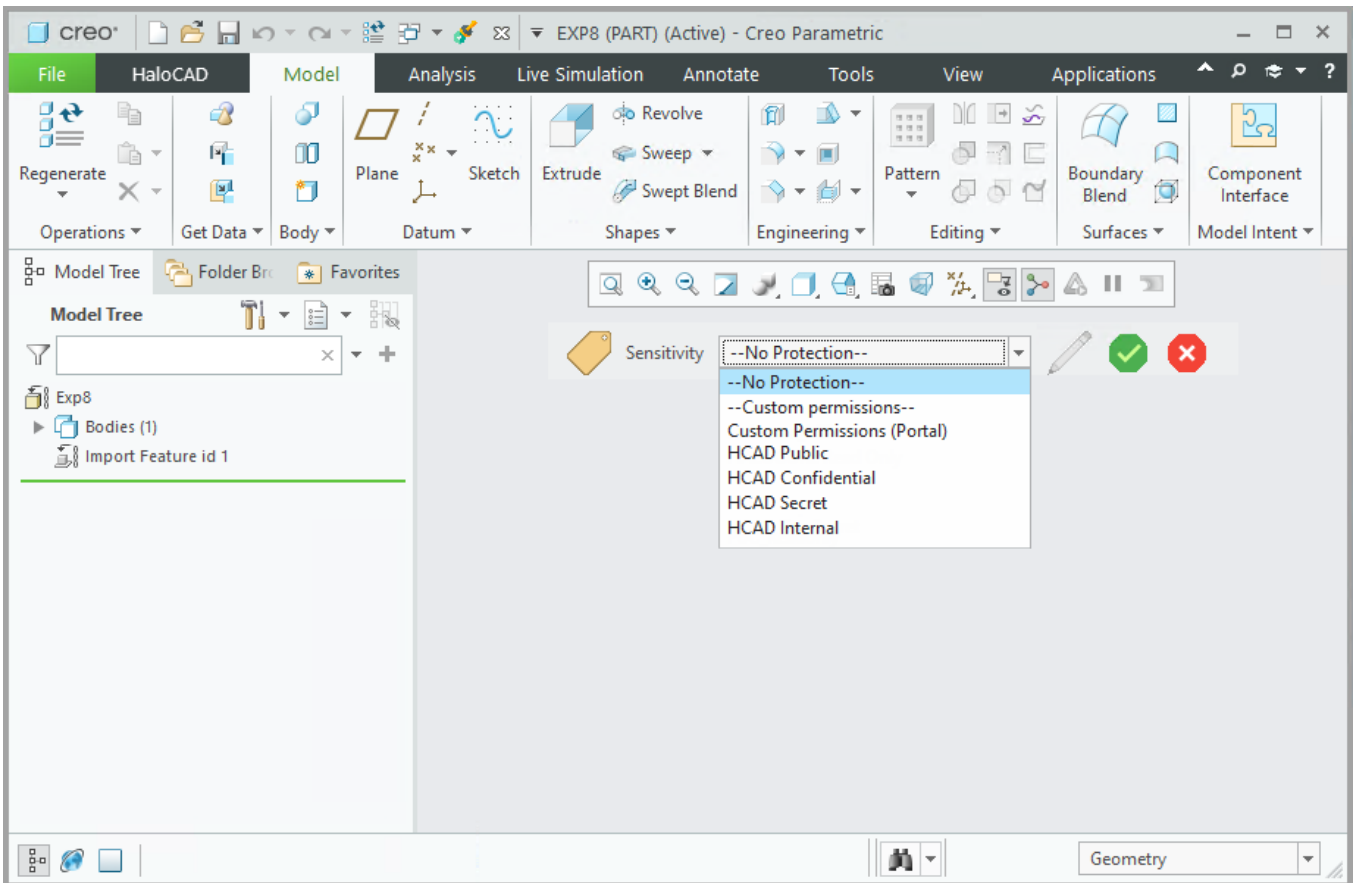 creo EXP8 (PART) (Active) - Creo Parametric
File HaloCAD Model Analysis Live Simulation Annotate Tools View Applications ?
Regenerate
Plane
Sketch
Extrude
Revolve
Sweep
Swept Blend
Pattern
Boundary Blend
Component Interface
Operations Get Data Body Datum Shapes Engineering Editing Surfaces Model Intent
Model Tree Folder Bro Favorites
Model Tree
Exp8
Bodies (1)
Import Feature id 1
Sensitivity --No Protection--
--No Protection--
--Custom permissions--
Custom Permissions (Portal)
HCAD Public
HCAD Confidential
HCAD Secret
HCAD Internal
Geometry